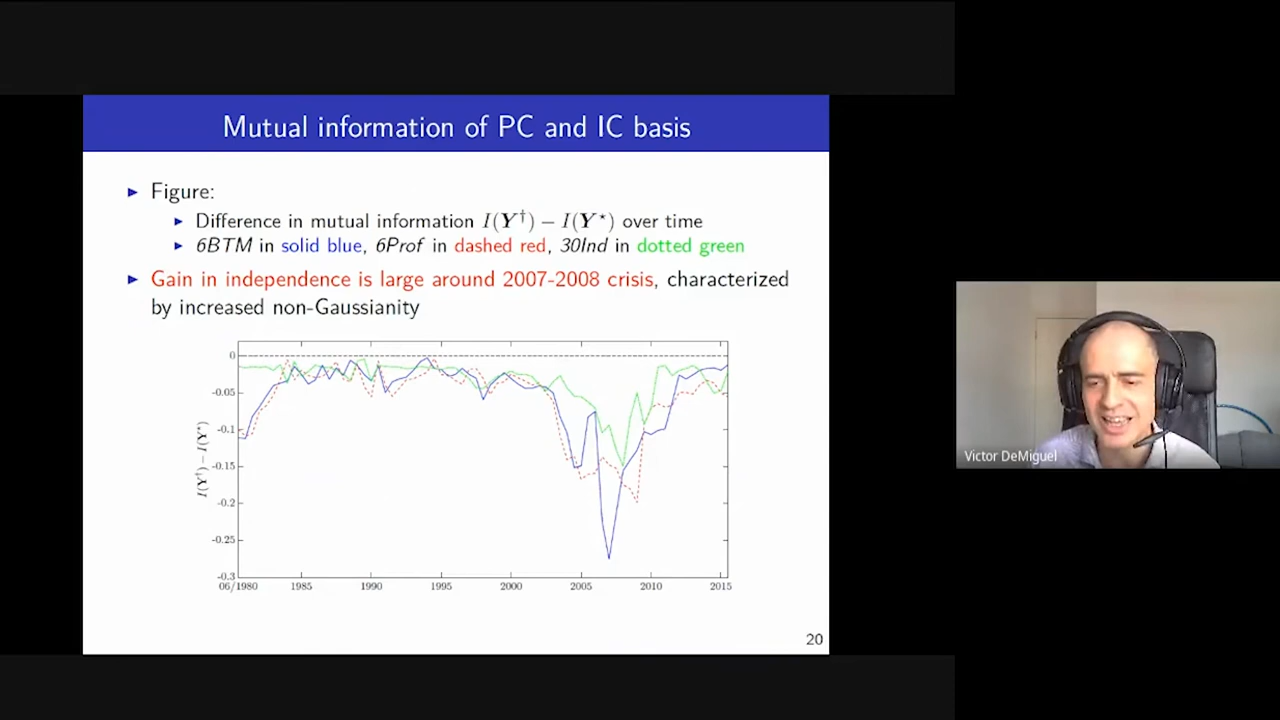 Mutual information of PC and IC basis
▶ Figure:
▶ Difference in mutual information I(Y†) − I(Y⋆) over time
▶ 6BTM in solid blue, 6Prof in dashed red, 30Ind in dotted green
▶ Gain in independence is large around 2007-2008 crisis, characterized
by increased non-Gaussianity
I(Y†) − I(Y⋆)
0
-0.05
-0.1
-0.15
-0.2
-0.25
-0.3
06/1980 1985 1990 1995 2000 2005 2010 2015
20
Victor DeMiguel